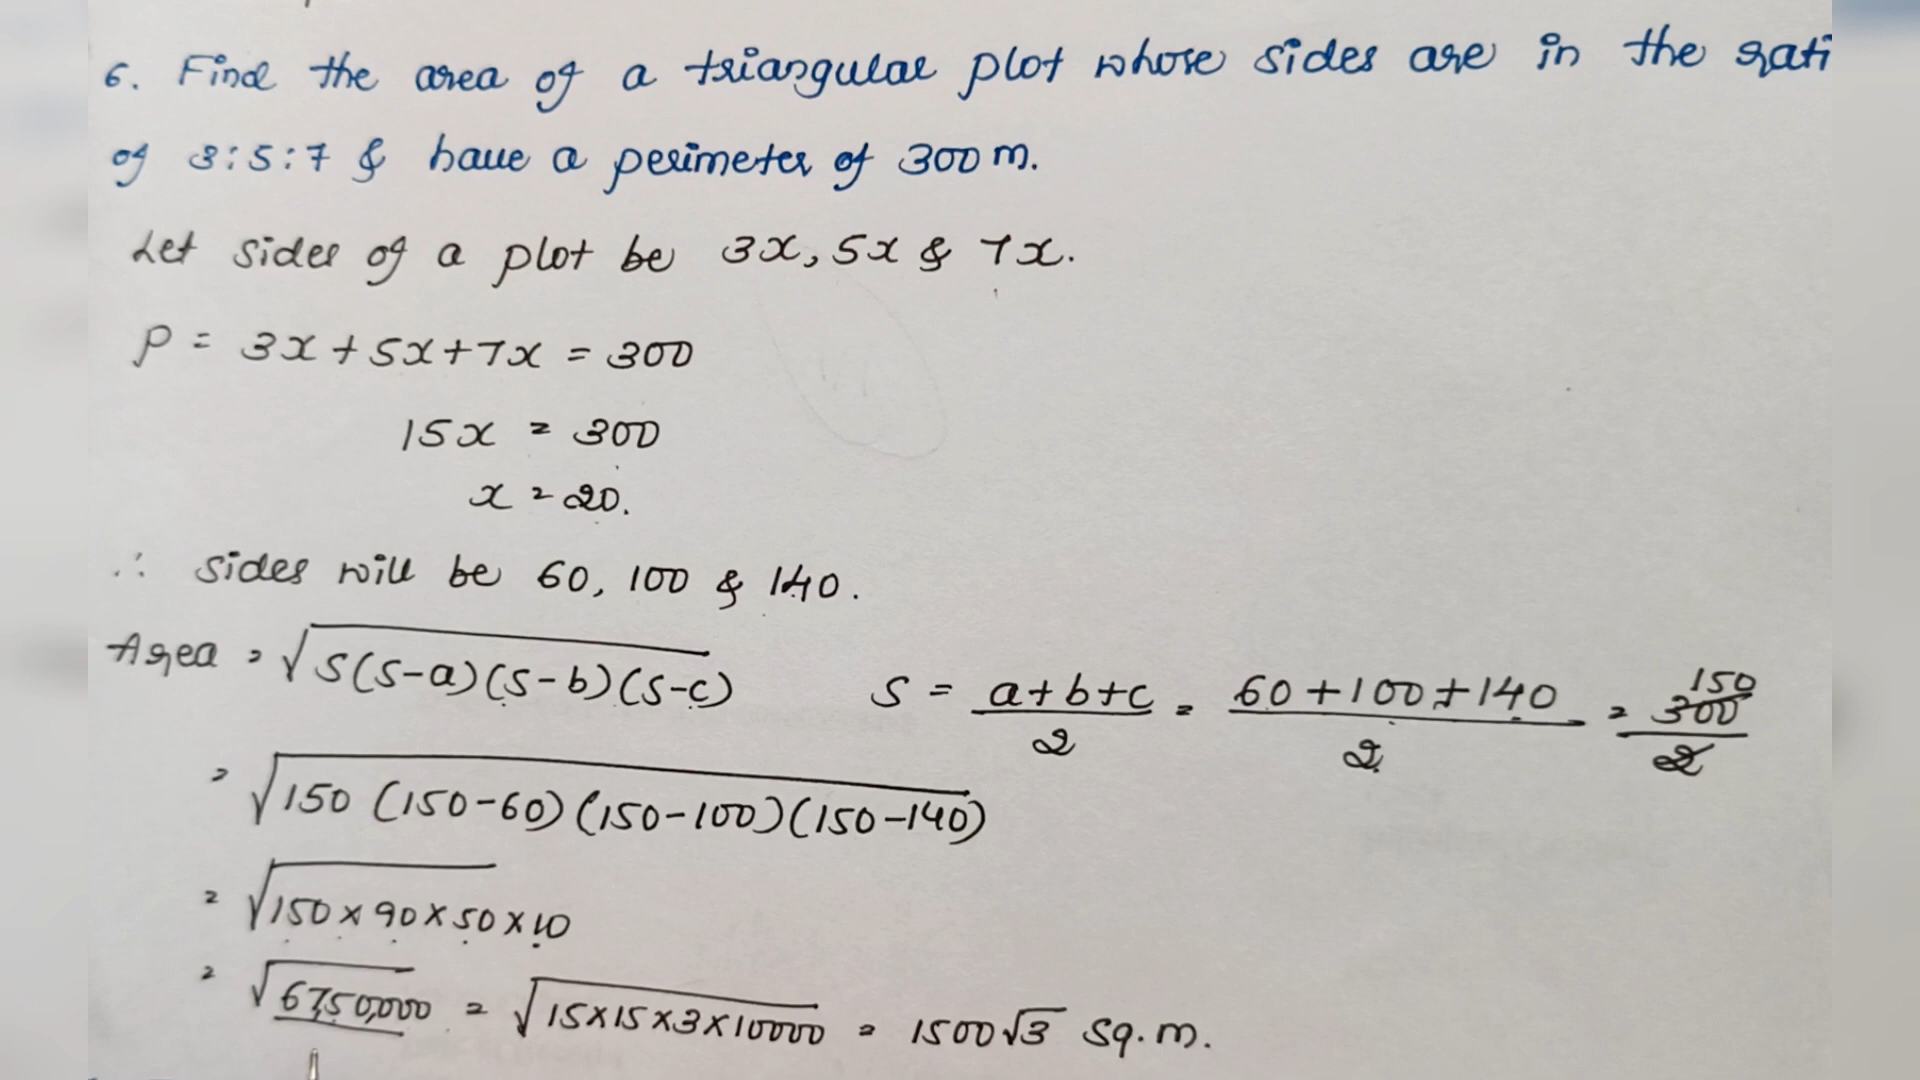 6. Find the area of a triangular plot whose sides are in the rati
of 3:5:7 & have a perimeter of 300 m.
Let sides of a plot be 3x, 5x & 7x.
P = 3x + 5x + 7x = 300
15x = 300
x = 20.
∴ sides will be 60, 100 & 140.
Area = √S(S-a)(S-b)(S-c) S = a+b+c/2 = 60+100+140/2 = 300/2 150
= √150 (150-60)(150-100)(150-140)
= √150 × 90 × 50 × 10
= √6750,000 = √15×15×3×10000 = 1500√3 sq.m.